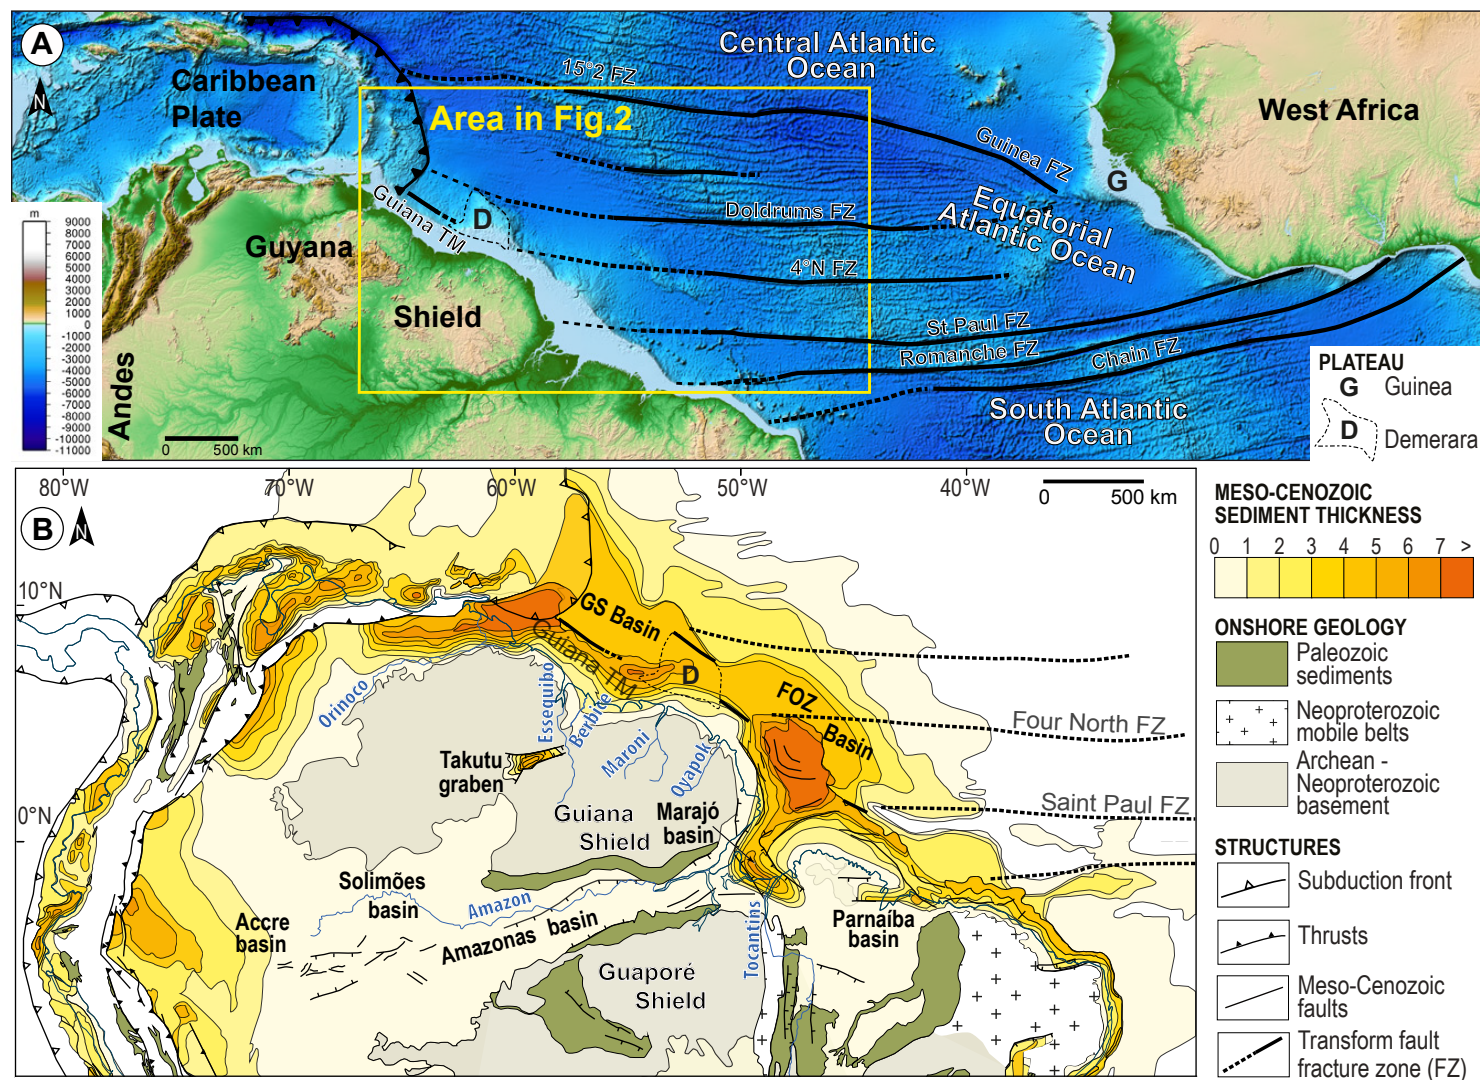 A
N
Caribbean
Plate
Central Atlantic
Ocean
15°2 FZ
Area in Fig.2
West Africa
Guinea FZ
G
Equatorial
Atlantic Ocean
Guiana TM
D
Doldrums FZ
4°N FZ
Guyana
Shield
St Paul FZ
Romanche FZ
Chain FZ
South Atlantic
Ocean
Andes
0 500 km
m
9000
8000
7000
6000
5000
4000
3000
2000
1000
0
-1000
-2000
-3000
-4000
-5000
-6000
-7000
-8000
-9000
-10000
-11000
PLATEAU
G Guinea
D Demerara
80°W 70°W 60°W 50°W 40°W
0 500 km
B
N
10°N
0°N
GS Basin
Guiana TM
D
FOZ
Basin
Orinoco
Essequibo
Berbice
Maroni
Oyapok
Takutu
graben
Guiana
Shield
Marajó
basin
Four North FZ
Saint Paul FZ
Solimões
basin
Amazon
Amazonas basin
Accre
basin
Tocantins
Parnaíba
basin
Guaporé
Shield
MESO-CENOZOIC
SEDIMENT THICKNESS
0 1 2 3 4 5 6 7 >
ONSHORE GEOLOGY
Paleozoic
sediments
Neoproterozoic
mobile belts
Archean -
Neoproterozoic
basement
STRUCTURES
Subduction front
Thrusts
Meso-Cenozoic
faults
Transform fault
fracture zone (FZ)